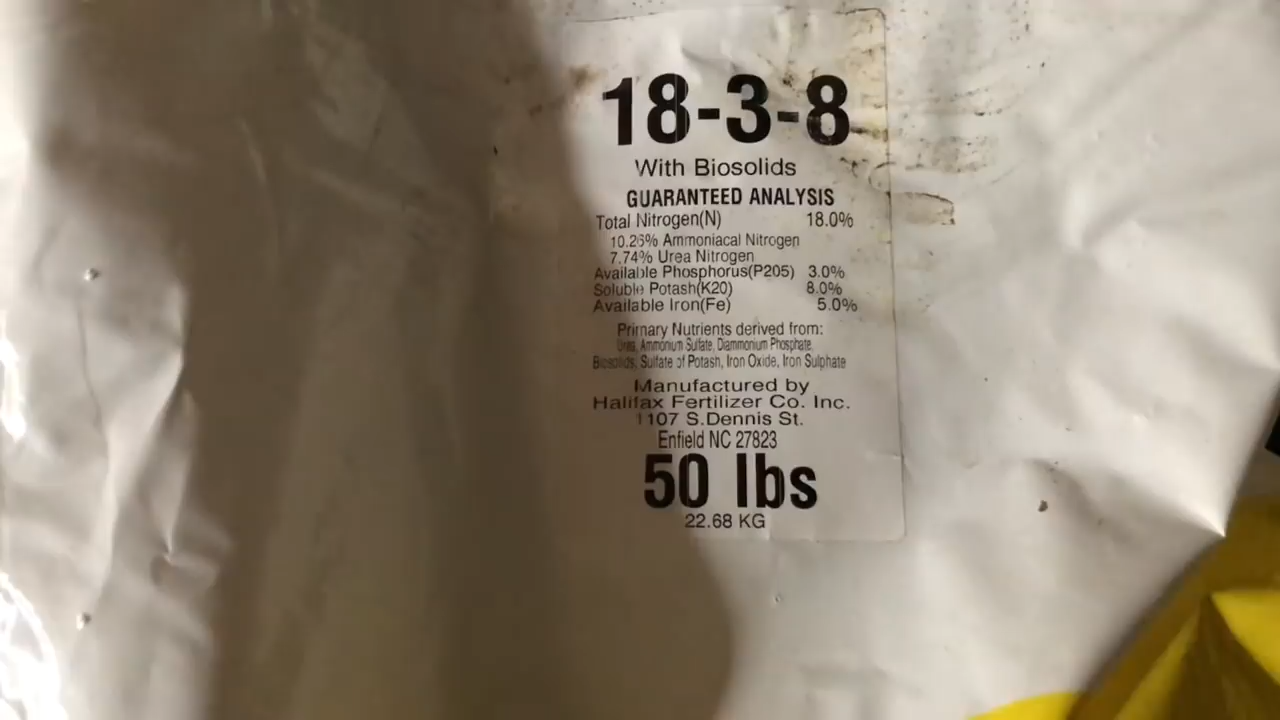 18-3-8
With Biosolids
GUARANTEED ANALYSIS
Total Nitrogen(N) 18.0%
10.26% Ammoniacal Nitrogen
7.74% Urea Nitrogen
Available Phosphorus(P205) 3.0%
Soluble Potash(K20) 8.0%
Available Iron(Fe) 5.0%
Primary Nutrients derived from:
Urea, Ammonium Sulfate, Diammonium Phosphate,
Biosolids, Sulfate of Potash, Iron Oxide, Iron Sulphate
Manufactured by
Halifax Fertilizer Co. Inc.
1107 S.Dennis St.
Enfield NC 27823
50 lbs
22.68 KG